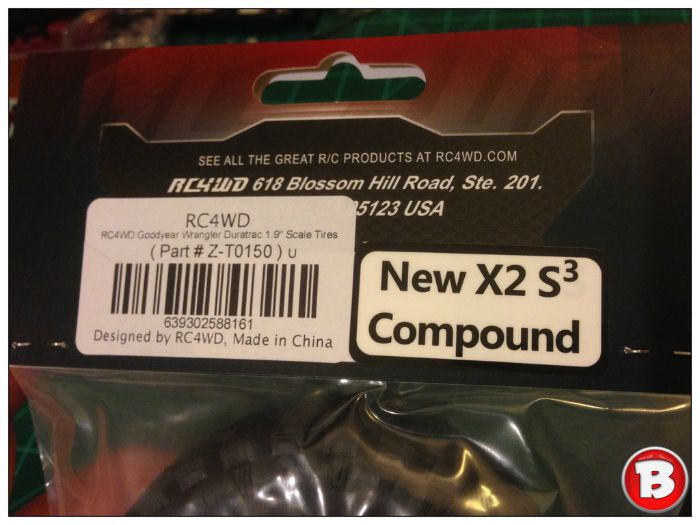 SEE ALL THE GREAT R/C PRODUCTS AT RC4WD.COM
RC4WD 618 Blossom Hill Road, Ste. 201.
95123 USA
RC4WD
RC4WD Goodyear Wrangler Duratrac 1.9" Scale Tires
( Part # Z-T0150 ) U
639302588161
Designed by RC4WD, Made in China
New X2 S³
Compound
B